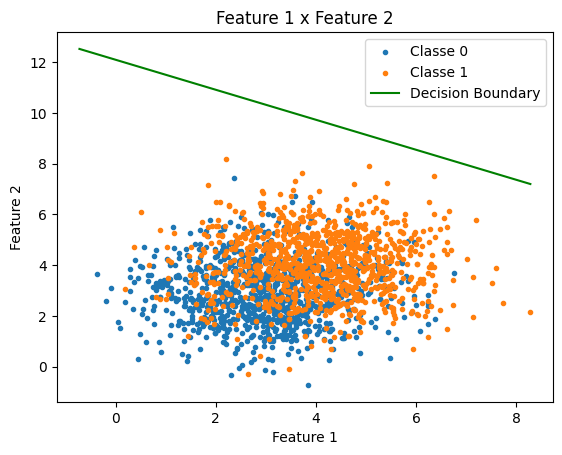 Feature 1 x Feature 2
Classe 0
Classe 1
Decision Boundary
12
10
8
6
4
2
0
Feature 2
0 2 4 6 8
Feature 1